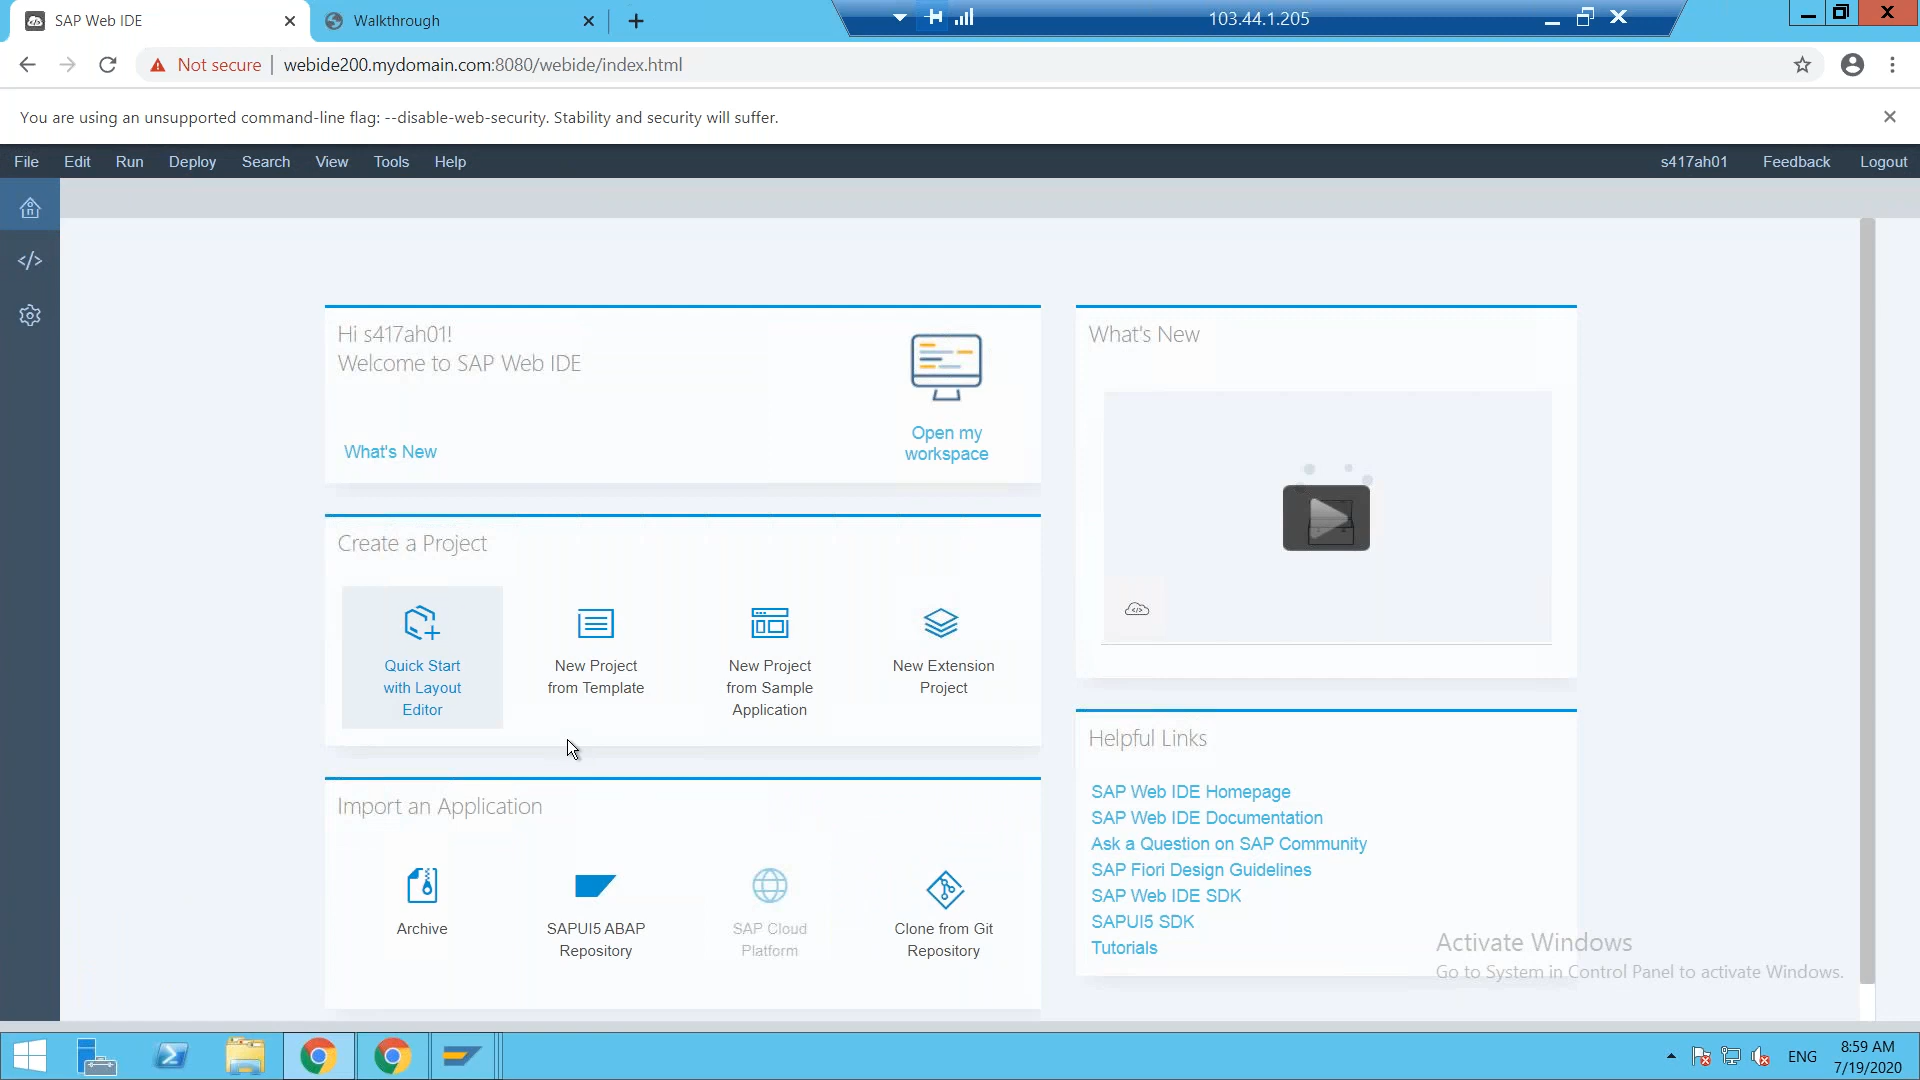 SAP Web IDE
Walkthrough
103.44.1.205
Not secure
webide200.mydomain.com:8080/webide/index.html
You are using an unsupported command-line flag: --disable-web-security. Stability and security will suffer.
File
Edit
Run
Deploy
Search
View
Tools
Help
s417ah01
Feedback
Logout
Hi s417ah01!
Welcome to SAP Web IDE
What's New
Open my
workspace
What's New
Create a Project
Quick Start
with Layout
Editor
New Project
from Template
New Project
from Sample
Application
New Extension
Project
Import an Application
Archive
SAPUI5 ABAP
Repository
SAP Cloud
Platform
Clone from Git
Repository
Helpful Links
SAP Web IDE Homepage
SAP Web IDE Documentation
Ask a Question on SAP Community
SAP Fiori Design Guidelines
SAP Web IDE SDK
SAPUI5 SDK
Tutorials
Activate Windows
Go to System in Control Panel to activate Windows.
ENG
8:59 AM
7/19/2020